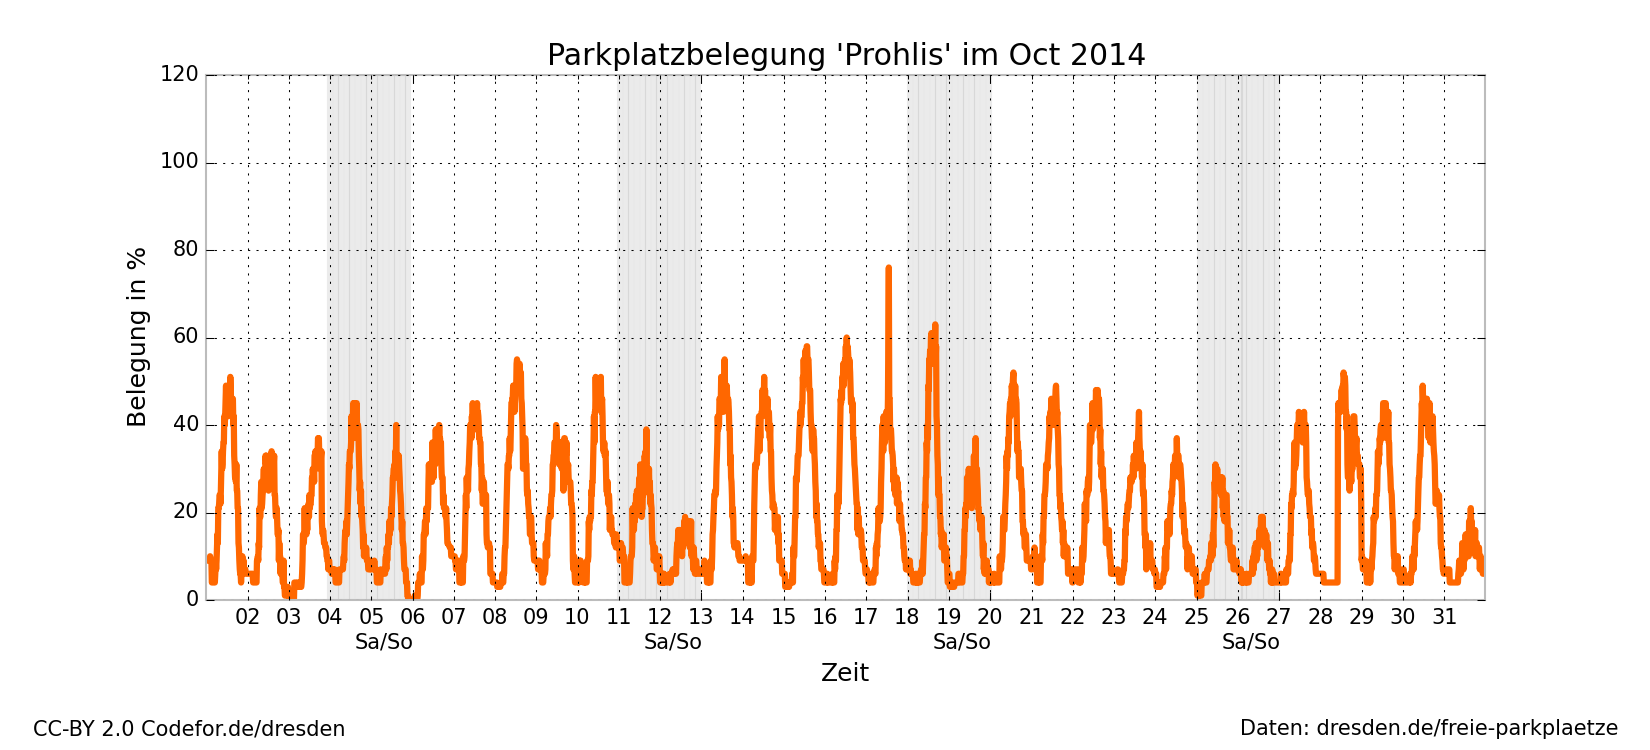 Parkplatzbelegung 'Prohlis' im Oct 2014
120
100
80
60
40
20
0
Belegung in %
02 03 04 05 06 07 08 09 10 11 12 13 14 15 16 17 18 19 20 21 22 23 24 25 26 27 28 29 30 31
Sa/So Sa/So Sa/So Sa/So
Zeit
CC-BY 2.0 Codefor.de/dresden
Daten: dresden.de/freie-parkplaetze